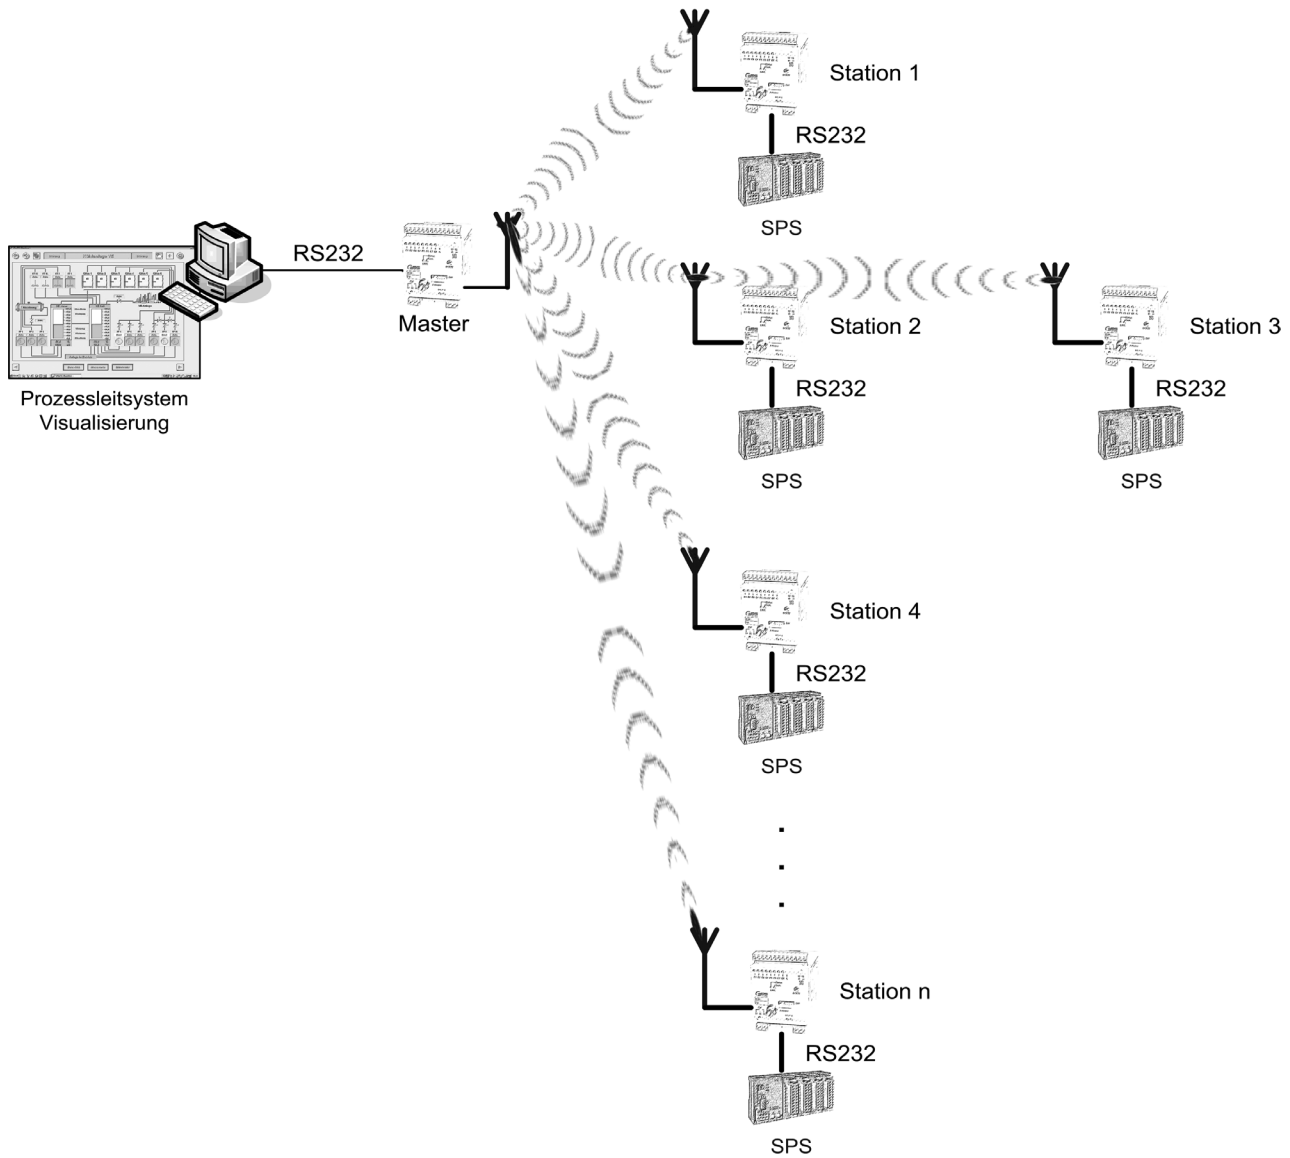 Station 1
RS232
SPS
RS232
Master
Prozessleitsystem
Visualisierung
Station 2
RS232
SPS
Station 3
RS232
SPS
Station 4
RS232
SPS
.
.
.
Station n
RS232
SPS